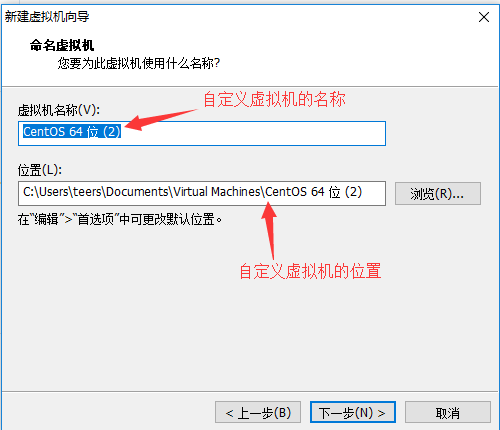 新建虚拟机向导
命名虚拟机
您要为此虚拟机使用什么名称?
自定义虚拟机的名称
虚拟机名称(V):
CentOS 64 位 (2)
位置(L):
C:\Users\teers\Documents\Virtual Machines\CentOS 64 位 (2)
浏览(R)...
在“编辑”>“首选项”中可更改默认位置。
自定义虚拟机的位置
< 上一步(B)
下一步(N) >
取消